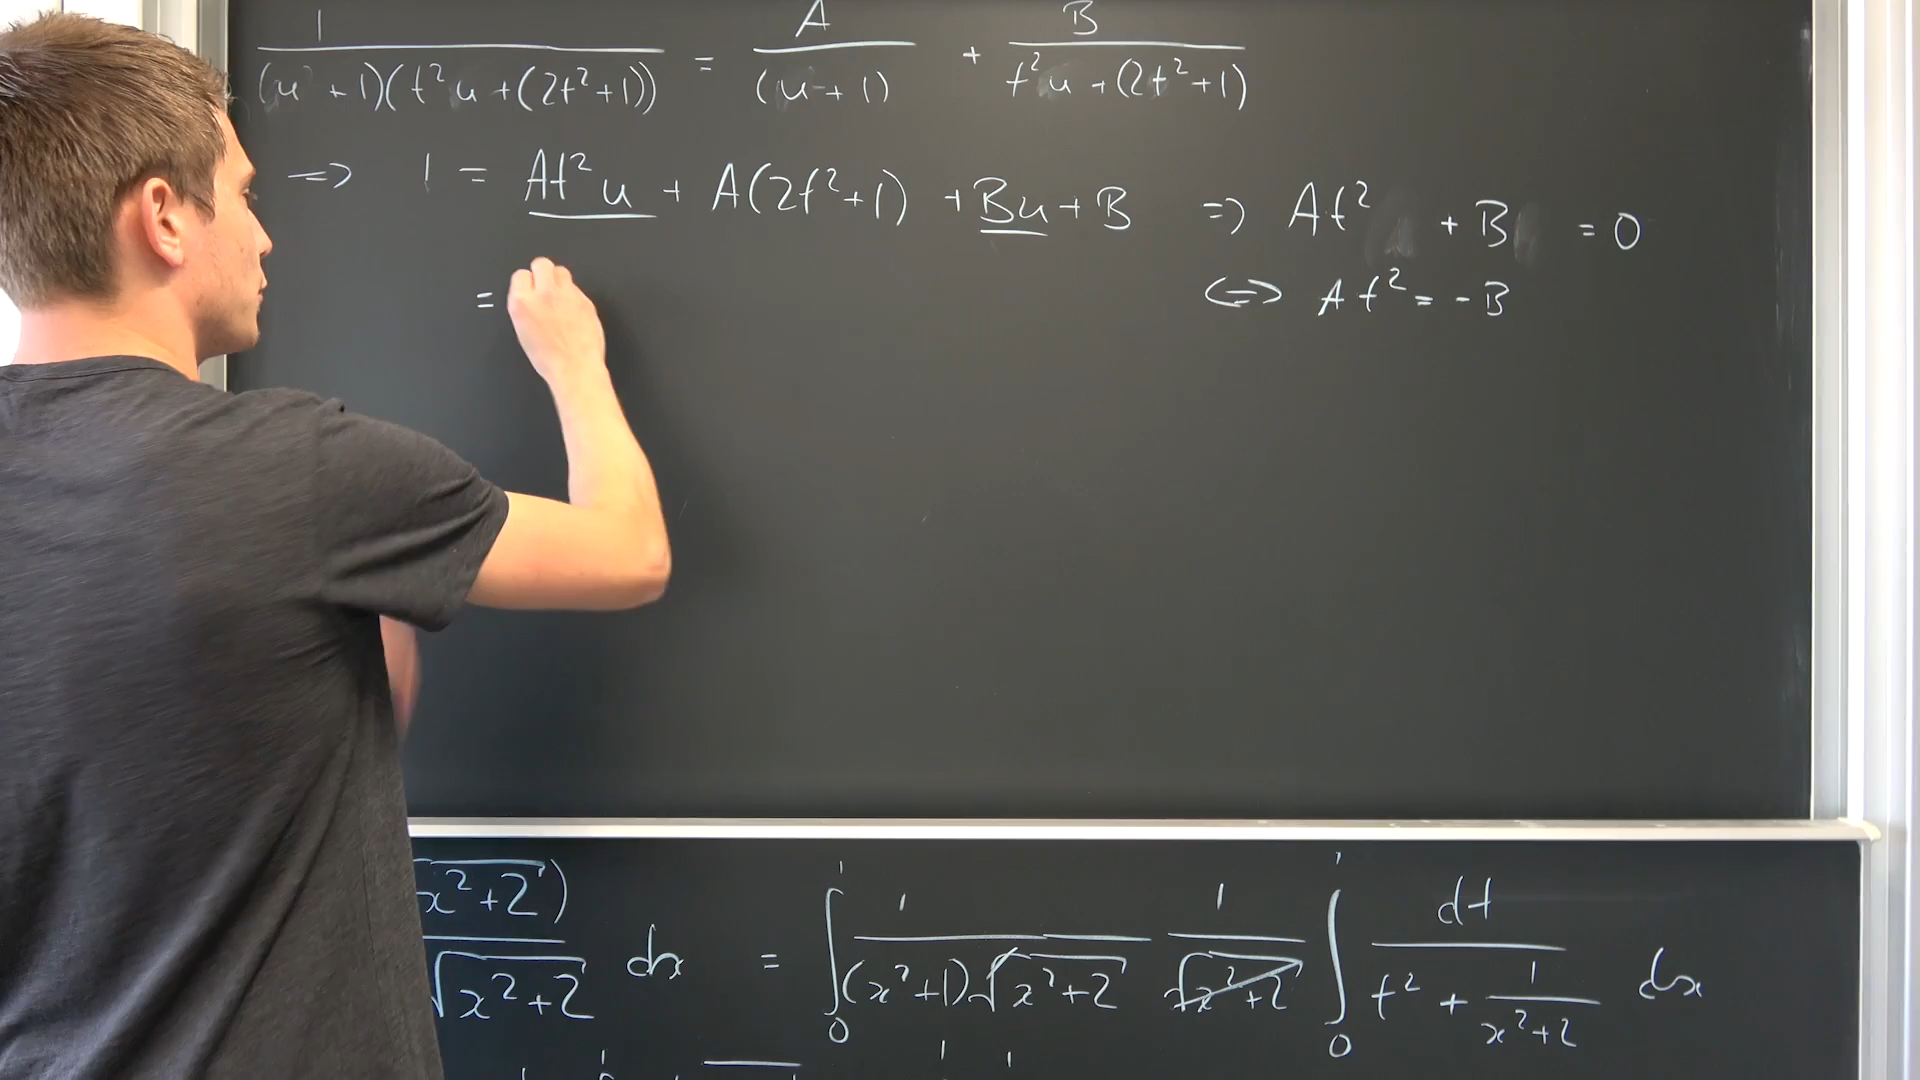 1/((u + 1)(t²u + (2t²+1))) = A/(u + 1) + B/(t²u + (2t²+1))
=> 1 = At²u + A(2t²+1) + Bu + B => At² + B = 0
= <=> At² = - B
x²+2)/√(x²+2) dx = ∫₀¹ 1/((x²+1)√(x²+2)) 1/√(x²+2) ∫₀¹ dt/(t² + 1/(x²+2)) dx